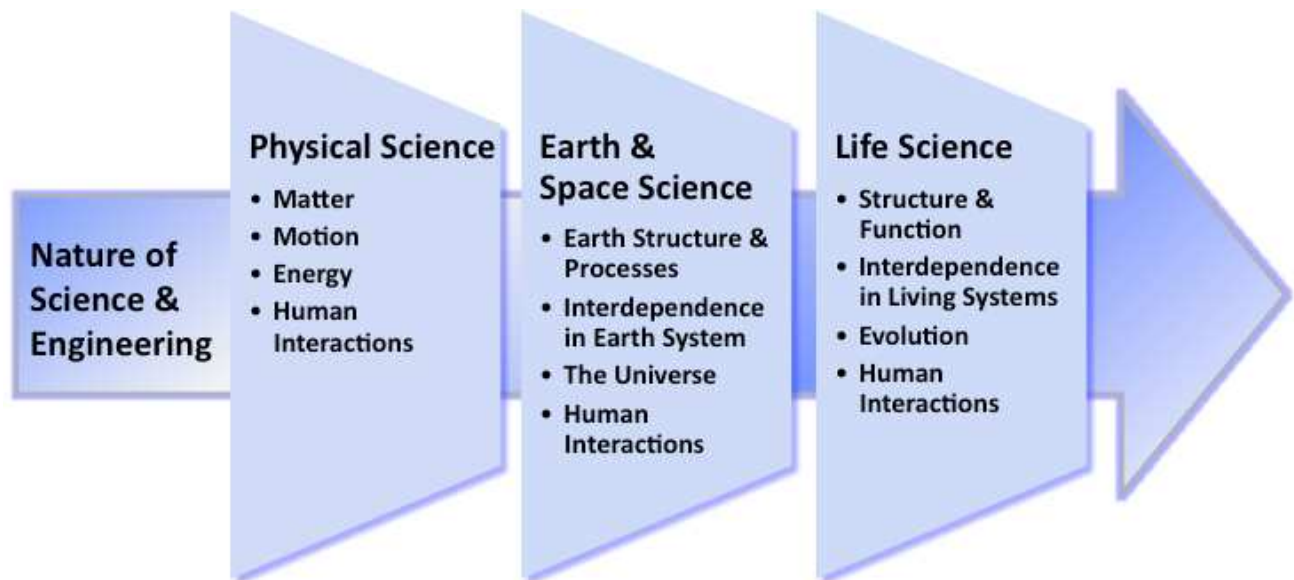 Nature of
Science &
Engineering
Physical Science
• Matter
• Motion
• Energy
• Human
Interactions
Earth &
Space Science
• Earth Structure &
Processes
• Interdependence
in Earth System
• The Universe
• Human
Interactions
Life Science
• Structure &
Function
• Interdependence
in Living Systems
• Evolution
• Human
Interactions